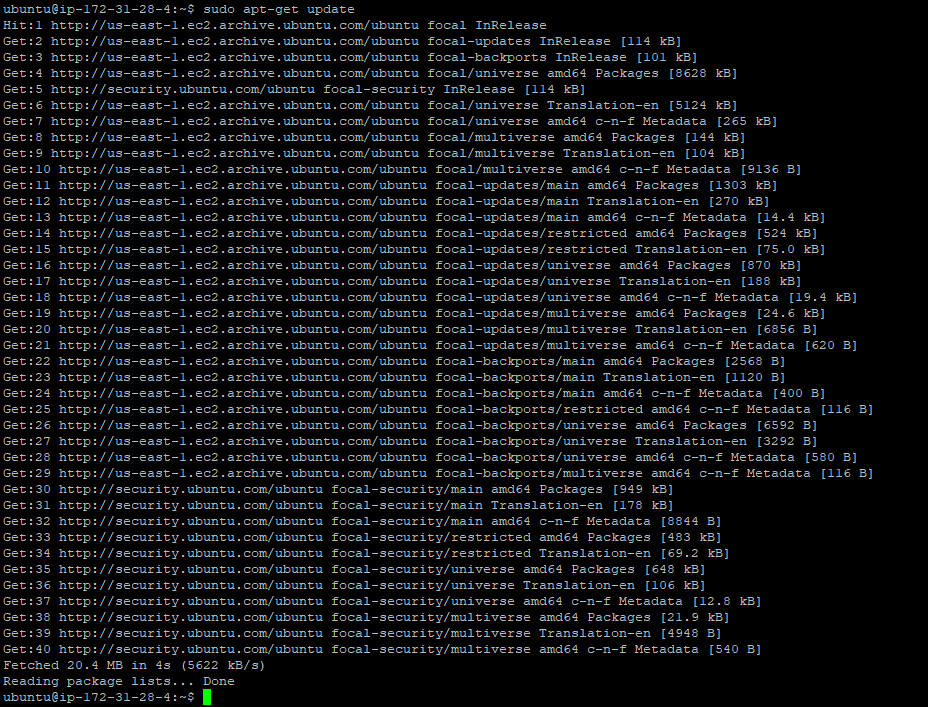 ubuntu@ip-172-31-28-4:~$ sudo apt-get update
Hit:1 http://us-east-1.ec2.archive.ubuntu.com/ubuntu focal InRelease
Get:2 http://us-east-1.ec2.archive.ubuntu.com/ubuntu focal-updates InRelease [114 kB]
Get:3 http://us-east-1.ec2.archive.ubuntu.com/ubuntu focal-backports InRelease [101 kB]
Get:4 http://us-east-1.ec2.archive.ubuntu.com/ubuntu focal/universe amd64 Packages [8628 kB]
Get:5 http://security.ubuntu.com/ubuntu focal-security InRelease [114 kB]
Get:6 http://us-east-1.ec2.archive.ubuntu.com/ubuntu focal/universe Translation-en [5124 kB]
Get:7 http://us-east-1.ec2.archive.ubuntu.com/ubuntu focal/universe amd64 c-n-f Metadata [265 kB]
Get:8 http://us-east-1.ec2.archive.ubuntu.com/ubuntu focal/multiverse amd64 Packages [144 kB]
Get:9 http://us-east-1.ec2.archive.ubuntu.com/ubuntu focal/multiverse Translation-en [104 kB]
Get:10 http://us-east-1.ec2.archive.ubuntu.com/ubuntu focal/multiverse amd64 c-n-f Metadata [9136 B]
Get:11 http://us-east-1.ec2.archive.ubuntu.com/ubuntu focal-updates/main amd64 Packages [1303 kB]
Get:12 http://us-east-1.ec2.archive.ubuntu.com/ubuntu focal-updates/main Translation-en [270 kB]
Get:13 http://us-east-1.ec2.archive.ubuntu.com/ubuntu focal-updates/main amd64 c-n-f Metadata [14.4 kB]
Get:14 http://us-east-1.ec2.archive.ubuntu.com/ubuntu focal-updates/restricted amd64 Packages [524 kB]
Get:15 http://us-east-1.ec2.archive.ubuntu.com/ubuntu focal-updates/restricted Translation-en [75.0 kB]
Get:16 http://us-east-1.ec2.archive.ubuntu.com/ubuntu focal-updates/universe amd64 Packages [870 kB]
Get:17 http://us-east-1.ec2.archive.ubuntu.com/ubuntu focal-updates/universe Translation-en [188 kB]
Get:18 http://us-east-1.ec2.archive.ubuntu.com/ubuntu focal-updates/universe amd64 c-n-f Metadata [19.4 kB]
Get:19 http://us-east-1.ec2.archive.ubuntu.com/ubuntu focal-updates/multiverse amd64 Packages [24.6 kB]
Get:20 http://us-east-1.ec2.archive.ubuntu.com/ubuntu focal-updates/multiverse Translation-en [6856 B]
Get:21 http://us-east-1.ec2.archive.ubuntu.com/ubuntu focal-updates/multiverse amd64 c-n-f Metadata [620 B]
Get:22 http://us-east-1.ec2.archive.ubuntu.com/ubuntu focal-backports/main amd64 Packages [2568 B]
Get:23 http://us-east-1.ec2.archive.ubuntu.com/ubuntu focal-backports/main Translation-en [1120 B]
Get:24 http://us-east-1.ec2.archive.ubuntu.com/ubuntu focal-backports/main amd64 c-n-f Metadata [400 B]
Get:25 http://us-east-1.ec2.archive.ubuntu.com/ubuntu focal-backports/restricted amd64 c-n-f Metadata [116 B]
Get:26 http://us-east-1.ec2.archive.ubuntu.com/ubuntu focal-backports/universe amd64 Packages [6592 B]
Get:27 http://us-east-1.ec2.archive.ubuntu.com/ubuntu focal-backports/universe Translation-en [3292 B]
Get:28 http://us-east-1.ec2.archive.ubuntu.com/ubuntu focal-backports/universe amd64 c-n-f Metadata [580 B]
Get:29 http://us-east-1.ec2.archive.ubuntu.com/ubuntu focal-backports/multiverse amd64 c-n-f Metadata [116 B]
Get:30 http://security.ubuntu.com/ubuntu focal-security/main amd64 Packages [949 kB]
Get:31 http://security.ubuntu.com/ubuntu focal-security/main Translation-en [178 kB]
Get:32 http://security.ubuntu.com/ubuntu focal-security/main amd64 c-n-f Metadata [8844 B]
Get:33 http://security.ubuntu.com/ubuntu focal-security/restricted amd64 Packages [483 kB]
Get:34 http://security.ubuntu.com/ubuntu focal-security/restricted Translation-en [69.2 kB]
Get:35 http://security.ubuntu.com/ubuntu focal-security/universe amd64 Packages [648 kB]
Get:36 http://security.ubuntu.com/ubuntu focal-security/universe Translation-en [106 kB]
Get:37 http://security.ubuntu.com/ubuntu focal-security/universe amd64 c-n-f Metadata [12.8 kB]
Get:38 http://security.ubuntu.com/ubuntu focal-security/multiverse amd64 Packages [21.9 kB]
Get:39 http://security.ubuntu.com/ubuntu focal-security/multiverse Translation-en [4948 B]
Get:40 http://security.ubuntu.com/ubuntu focal-security/multiverse amd64 c-n-f Metadata [540 B]
Fetched 20.4 MB in 4s (5622 kB/s)
Reading package lists... Done
ubuntu@ip-172-31-28-4:~$